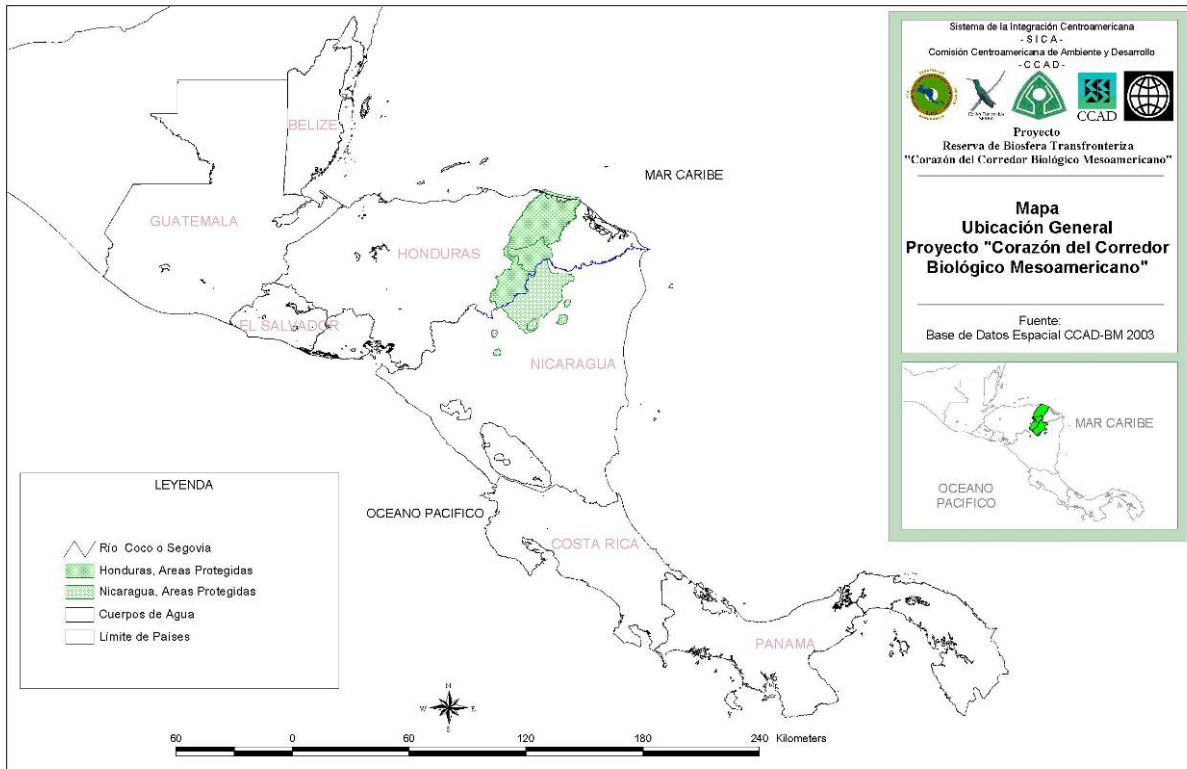 BELIZE
MAR CARIBE
GUATEMALA
HONDURAS
EL SALVADOR
NICARAGUA
OCEANO PACIFICO
COSTA RICA
PANAMA
LEYENDA
Río Coco o Segovia
Honduras, Areas Protegidas
Nicaragua, Areas Protegidas
Cuerpos de Agua
Límite de Países
N
W E
S
60 0 60 120 180 240 Kilometers
Sistema de la Integración Centroamericana
- S I C A -
Comisión Centroamericana de Ambiente y Desarrollo
- C C A D -
CCAD
Proyecto
Reserva de Biosfera Transfronteriza
"Corazón del Corredor Biológico Mesoamericano"
Mapa
Ubicación General
Proyecto "Corazón del Corredor
Biológico Mesoamericano"
Fuente:
Base de Datos Espacial CCAD-BM 2003
MAR CARIBE
OCEANO
PACIFICO